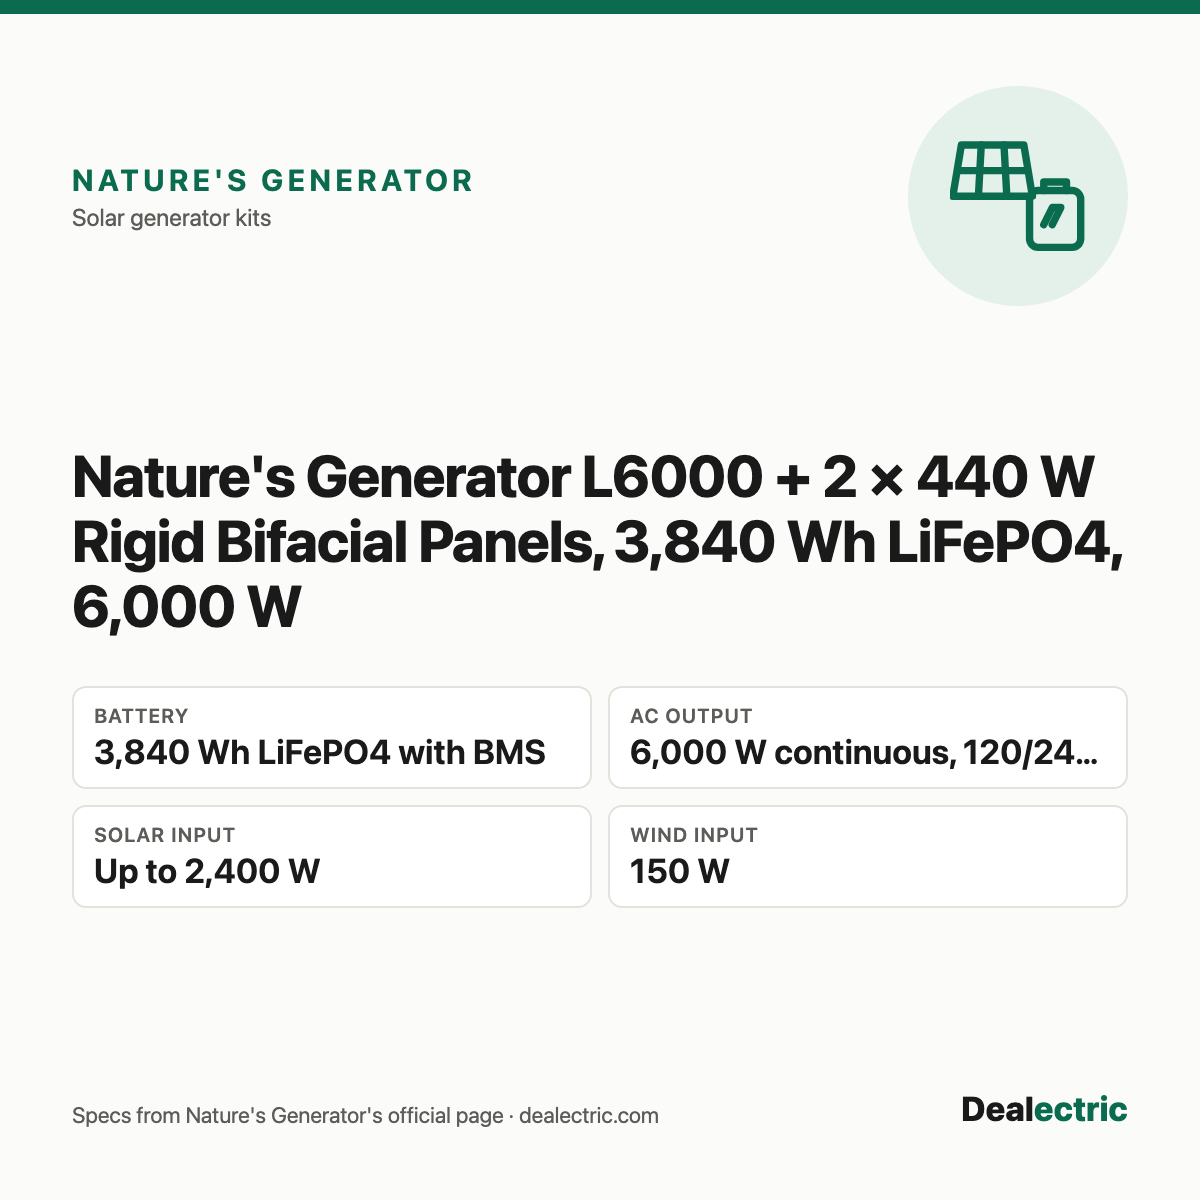 NATURE'S GENERATOR
Solar generator kits
Nature's Generator L6000 + 2 × 440 W
Rigid Bifacial Panels, 3,840 Wh LiFePO4,
6,000 W
BATTERY
3,840 Wh LiFePO4 with BMS
AC OUTPUT
6,000 W continuous, 120/24…
SOLAR INPUT
Up to 2,400 W
WIND INPUT
150 W
Specs from Nature's Generator's official page · dealectric.com
Dealectric